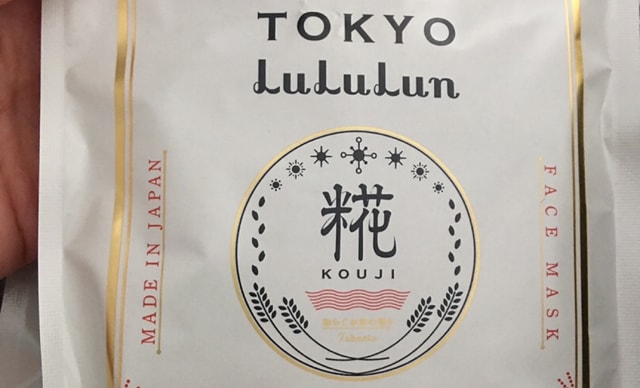 TOKYO
LuLuLun
MADE IN JAPAN
糀
KOUJI
FACE MASK